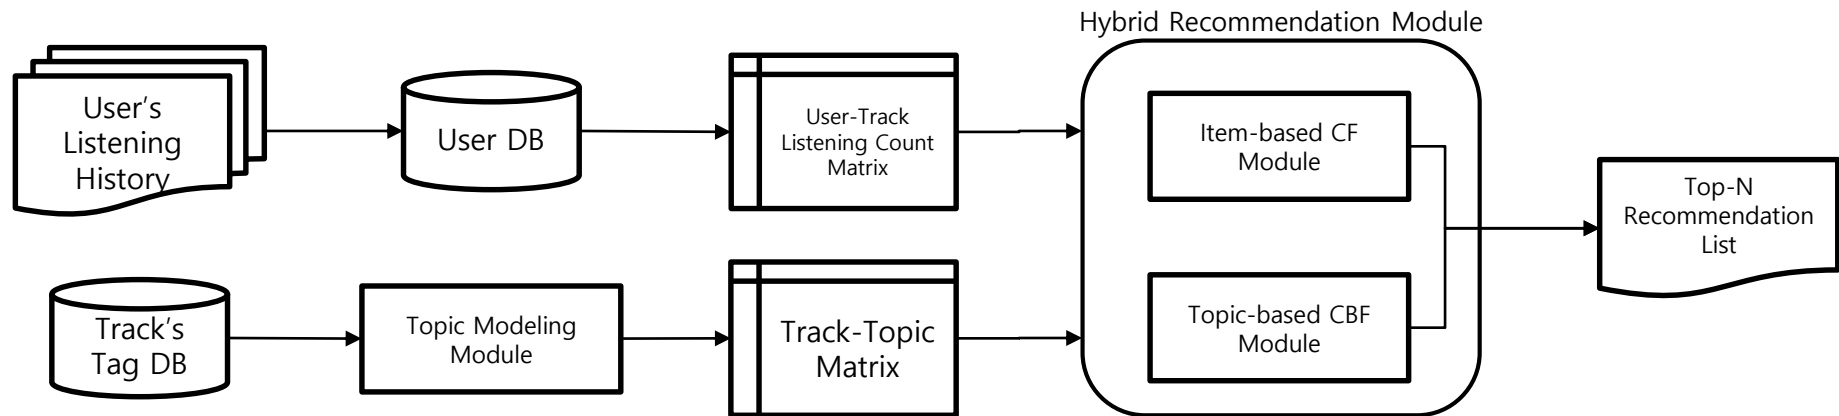 Hybrid Recommendation Module
User's
Listening
History
User DB
User-Track
Listening Count
Matrix
Item-based CF
Module
Top-N
Recommendation
List
Track's
Tag DB
Topic Modeling
Module
Track-Topic
Matrix
Topic-based CBF
Module